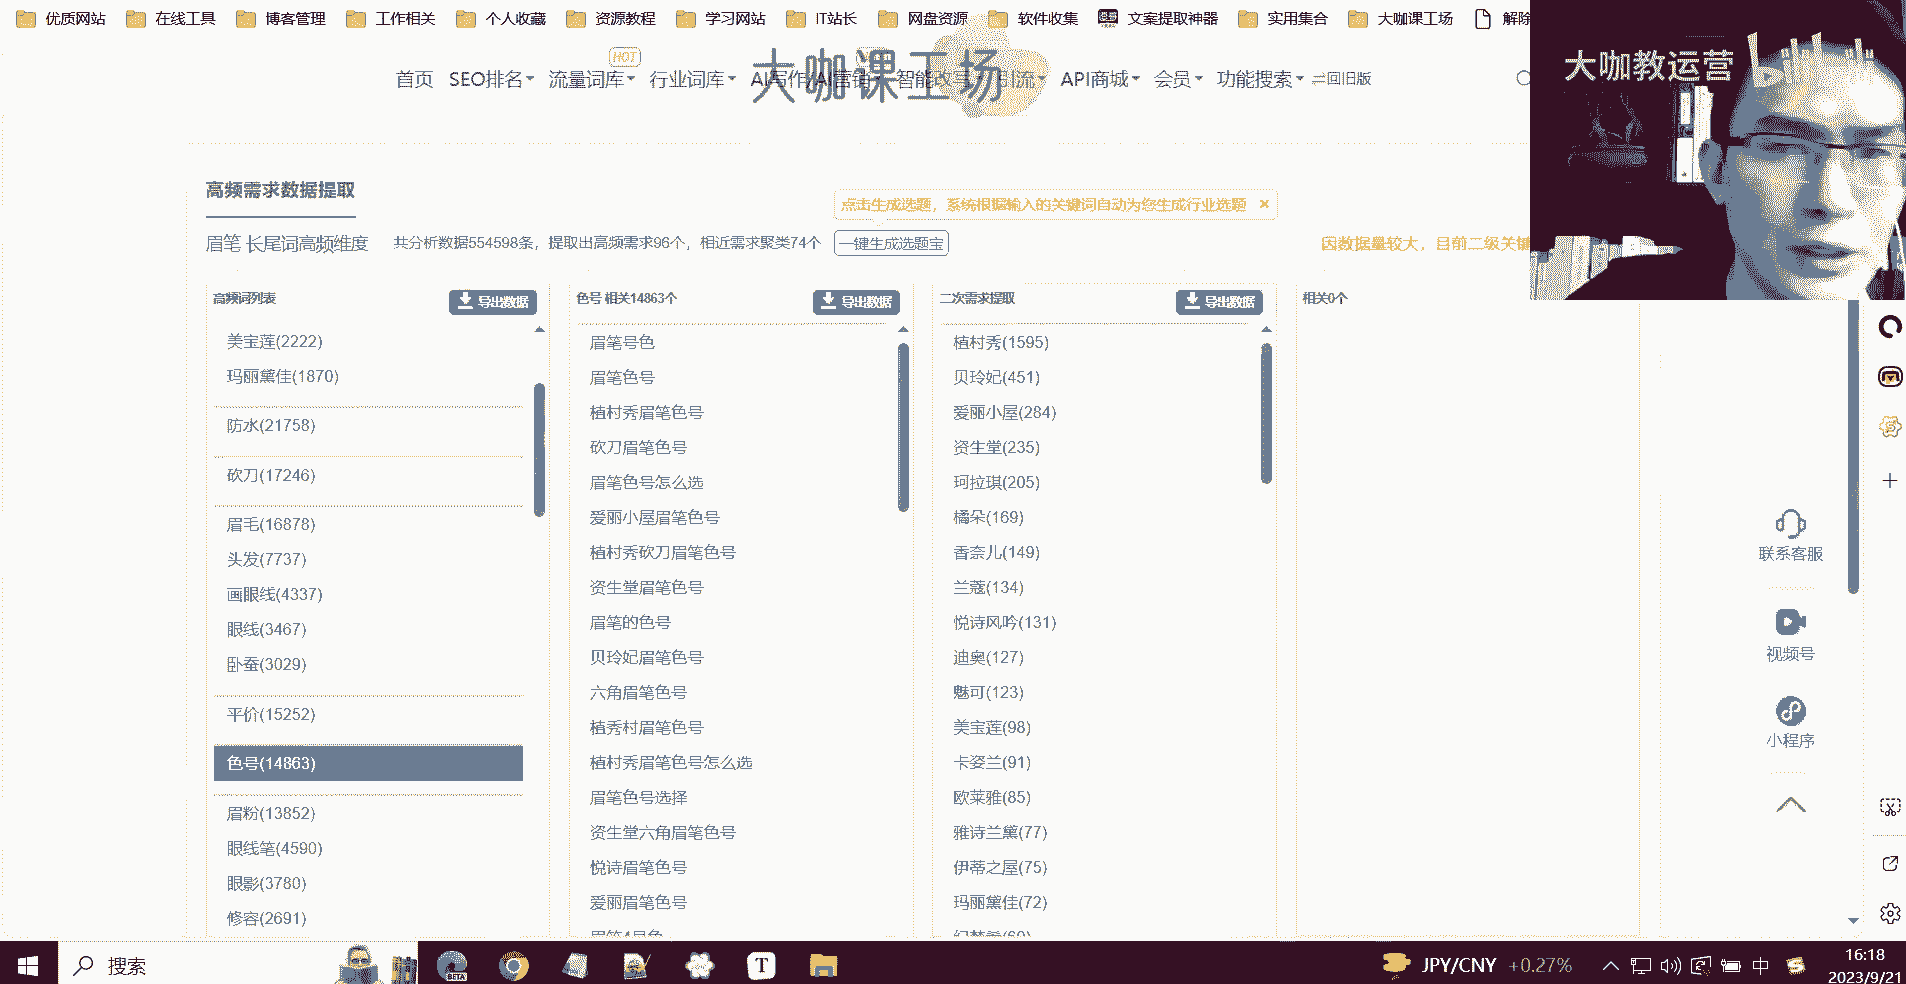 优质网站 在线工具 博客管理 工作相关 个人收藏 资源教程 学习网站 IT站长 网盘资源 软件收集 文案提取神器 实用集合 大咖课工场 解除
大咖教运营
HOT
首页 SEO排名 流量词库 行业词库 AI写作/AI营销 智能改写 引流 API商城 会员 功能搜索 回旧版
大咖课工场
高频需求数据提取
点击生成选题，系统根据输入的关键词自动为您生成行业选题 ×
眉笔 长尾词高频维度 共分析数据554598条，提取出高频需求96个，相近需求聚类74个 一键生成选题宝 因数据量较大，目前二级关键
高频词列表 导出数据
美宝莲(2222)
玛丽黛佳(1870)
防水(21758)
砍刀(17246)
眉毛(16878)
头发(7737)
画眼线(4337)
眼线(3467)
卧蚕(3029)
平价(15252)
色号(14863)
眉粉(13852)
眼线笔(4590)
眼影(3780)
修容(2691)
色号 相关14863个 导出数据
眉笔号色
眉笔色号
植村秀眉笔色号
砍刀眉笔色号
眉笔色号怎么选
爱丽小屋眉笔色号
植村秀砍刀眉笔色号
资生堂眉笔色号
眉笔的色号
贝玲妃眉笔色号
六角眉笔色号
植秀村眉笔色号
植村秀眉笔色号怎么选
眉笔色号选择
资生堂六角眉笔色号
悦诗眉笔色号
爱丽眉笔色号
二次需求提取 导出数据
植村秀(1595)
贝玲妃(451)
爱丽小屋(284)
资生堂(235)
珂拉琪(205)
橘朵(169)
香奈儿(149)
兰蔻(134)
悦诗风吟(131)
迪奥(127)
魅可(123)
美宝莲(98)
卡姿兰(91)
欧莱雅(85)
雅诗兰黛(77)
伊蒂之屋(75)
玛丽黛佳(72)
相关0个
联系客服
视频号
小程序
搜索
BETA
T
JPY/CNY +0.27%
中
16:18
2023/9/21